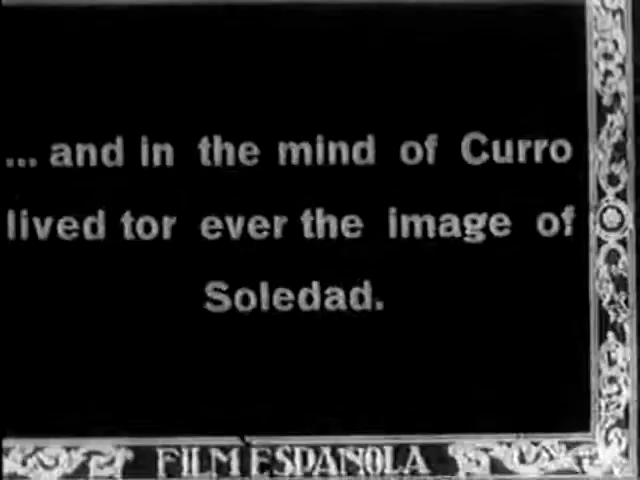 ... and in the mind of Curro
lived tor ever the image of
Soledad.
FILM ESPAÑOLA